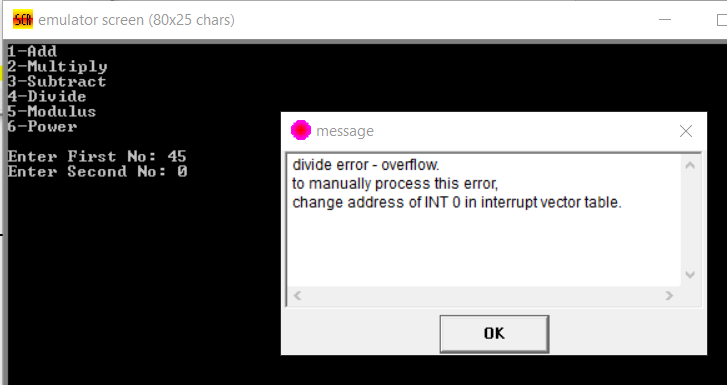 SCR emulator screen (80x25 chars)
1-Add
2-Multiply
3-Subtract
4-Divide
5-Modulus
6-Power
Enter First No: 45
Enter Second No: 0
message
divide error - overflow.
to manually process this error,
change address of INT 0 in interrupt vector table.
OK